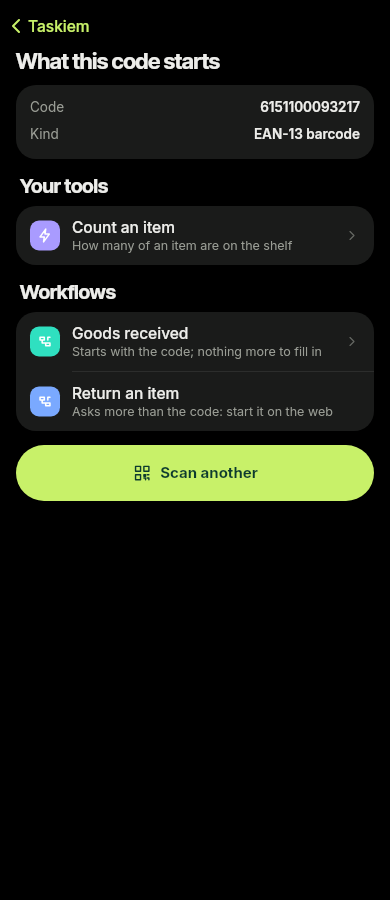 Taskiem
What this code starts
Code 6151100093217
Kind EAN-13 barcode
Your tools
Count an item
How many of an item are on the shelf
Workflows
Goods received
Starts with the code; nothing more to fill in
Return an item
Asks more than the code: start it on the web
Scan another